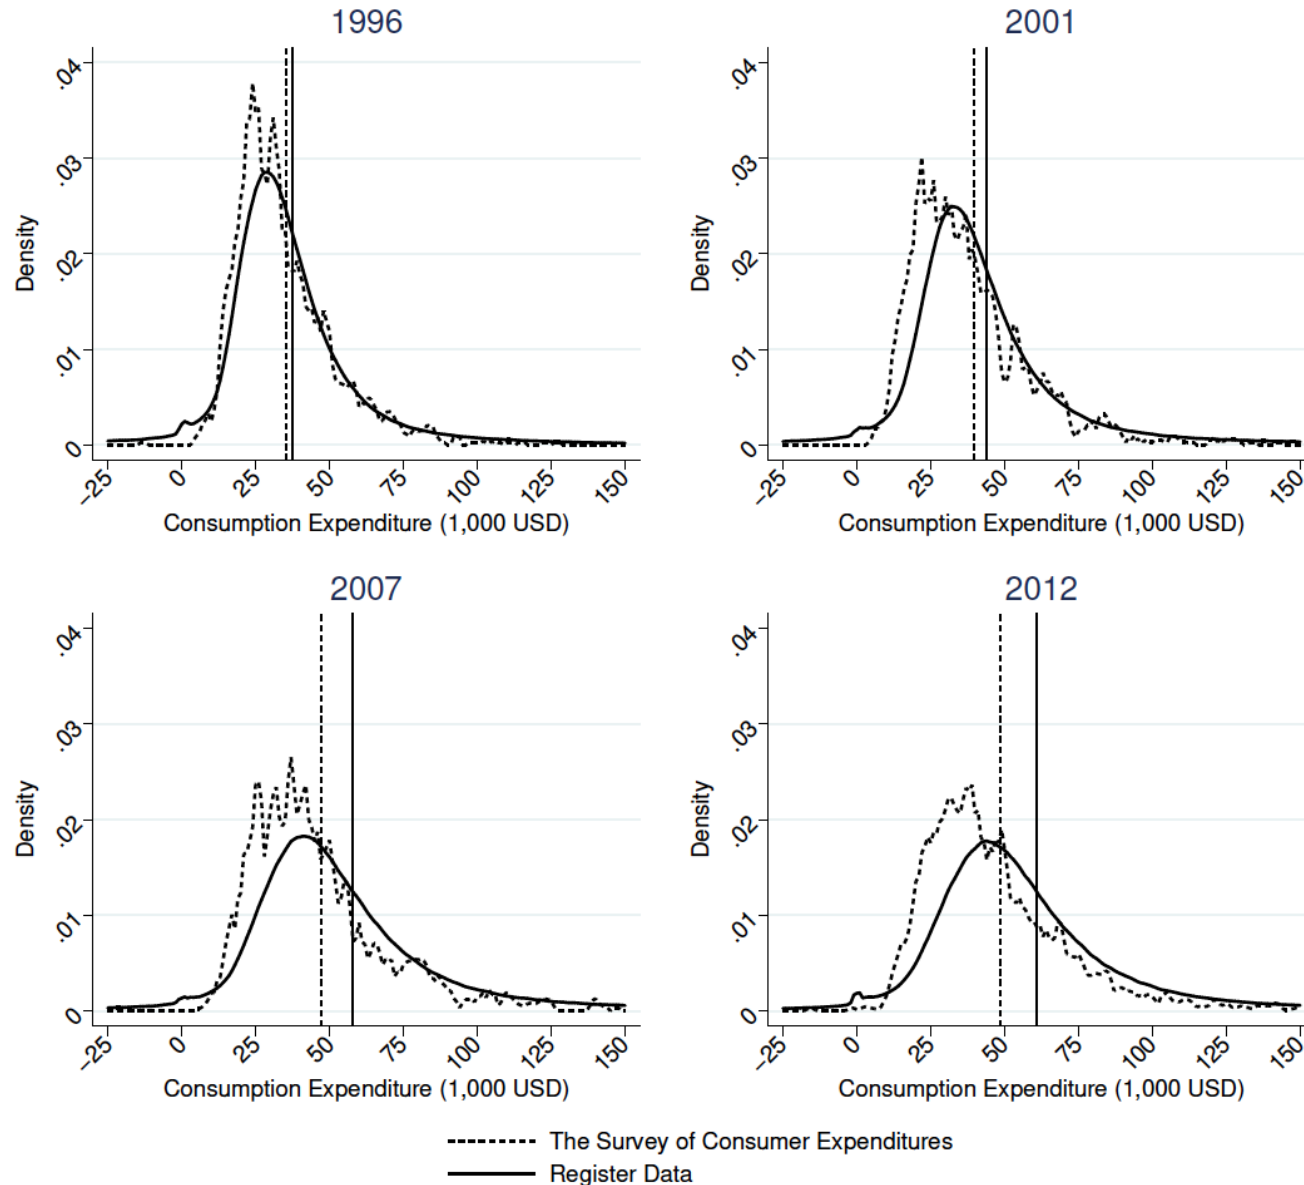 1996
2001
.04
.03
.02
.01
0
Density
−25 0 25 50 75 100 125 150
Consumption Expenditure (1,000 USD)
.04
.03
.02
.01
0
Density
−25 0 25 50 75 100 125 150
Consumption Expenditure (1,000 USD)
2007
2012
.04
.03
.02
.01
0
Density
−25 0 25 50 75 100 125 150
Consumption Expenditure (1,000 USD)
.04
.03
.02
.01
0
Density
−25 0 25 50 75 100 125 150
Consumption Expenditure (1,000 USD)
The Survey of Consumer Expenditures
Register Data